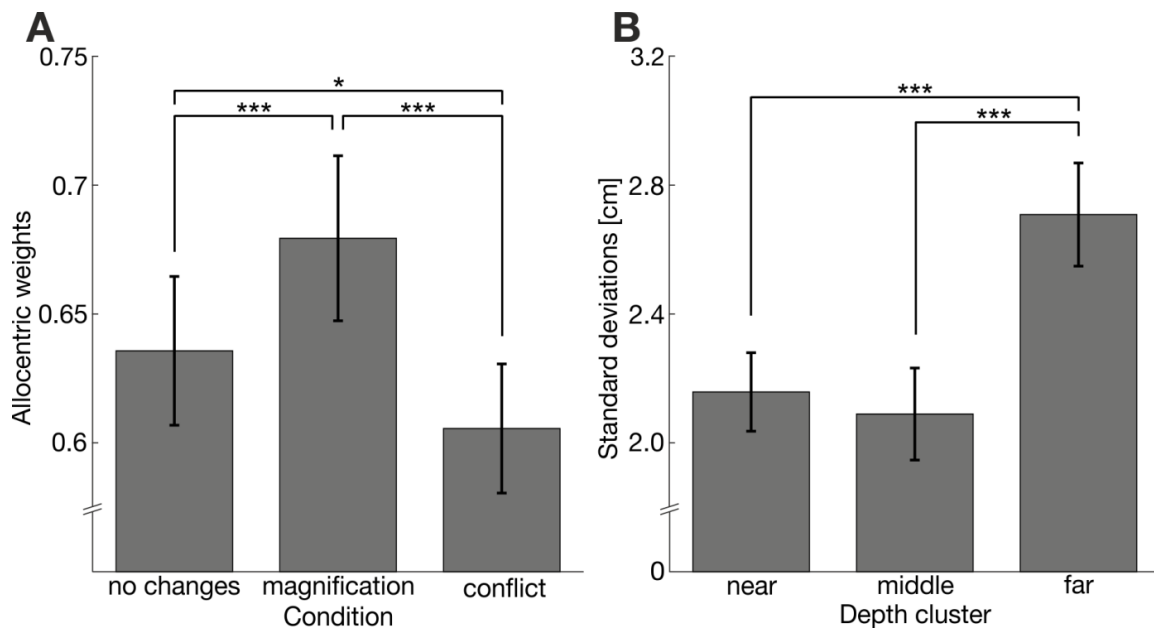 A
0.75
0.7
0.65
0.6
Allocentric weights
*
***
***
no changes
magnification
conflict
Condition
B
3.2
2.8
2.4
2.0
0
Standard deviations [cm]
***
***
near
middle
far
Depth cluster